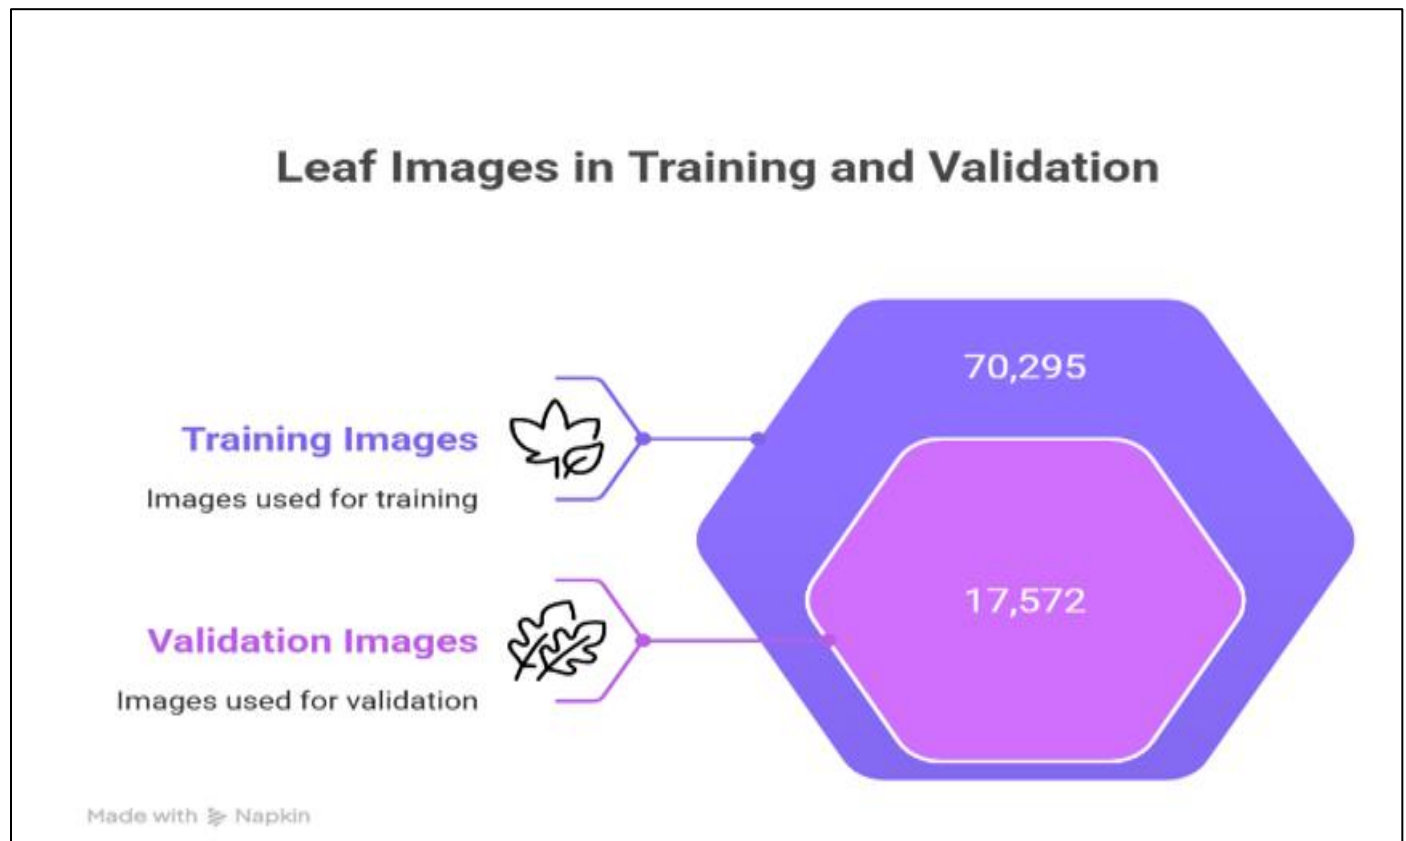 Leaf Images in Training and Validation
70,295
Training Images
Images used for training
17,572
Validation Images
Images used for validation
Made with Napkin